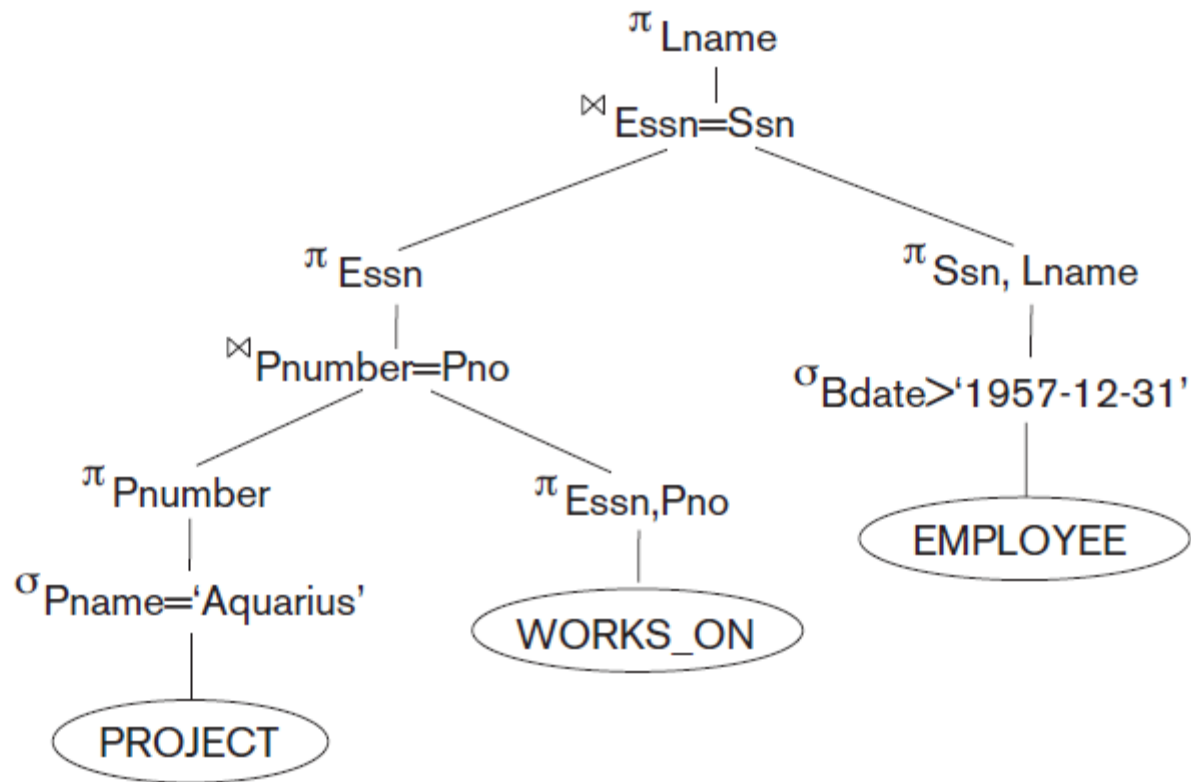 π Lname
⋈ Essn=Ssn
π Essn
π Ssn, Lname
⋈ Pnumber=Pno
σ Bdate>‘1957-12-31’
π Pnumber
π Essn,Pno
EMPLOYEE
σ Pname=‘Aquarius’
WORKS_ON
PROJECT